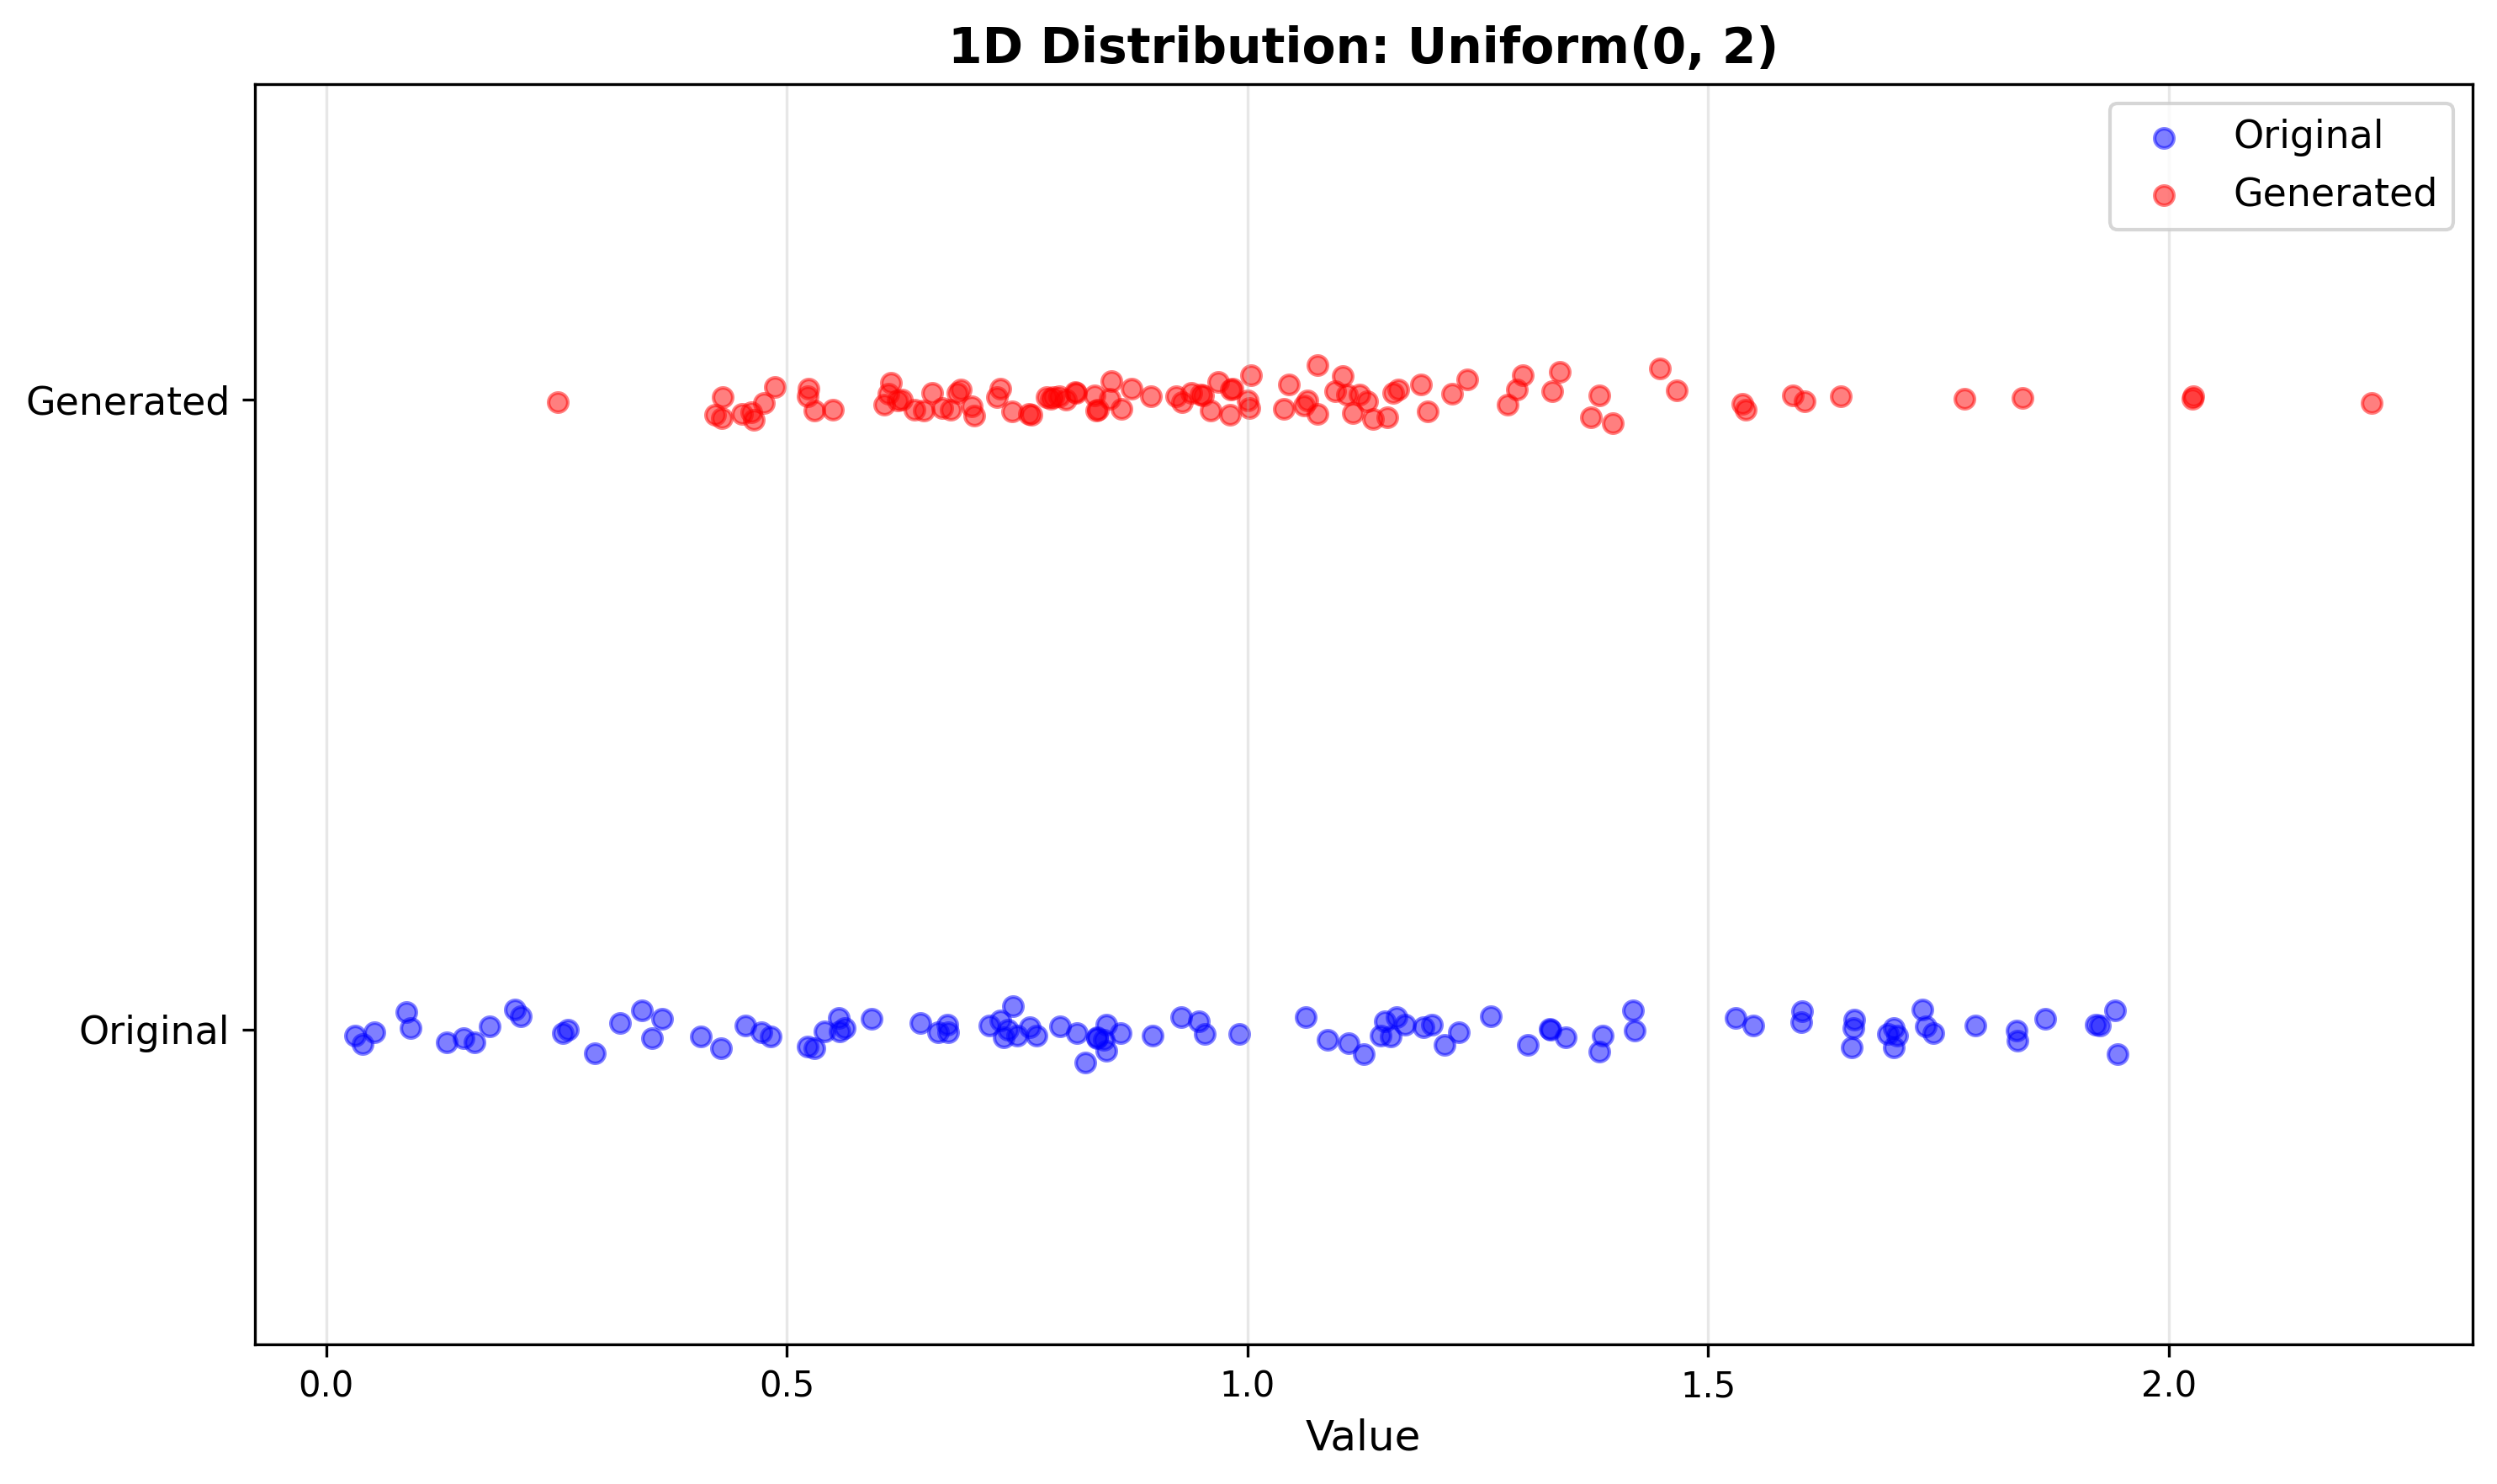 1D Distribution: Uniform(0, 2)
Original
Generated
Generated
Original
0.0 0.5 1.0 1.5 2.0
Value